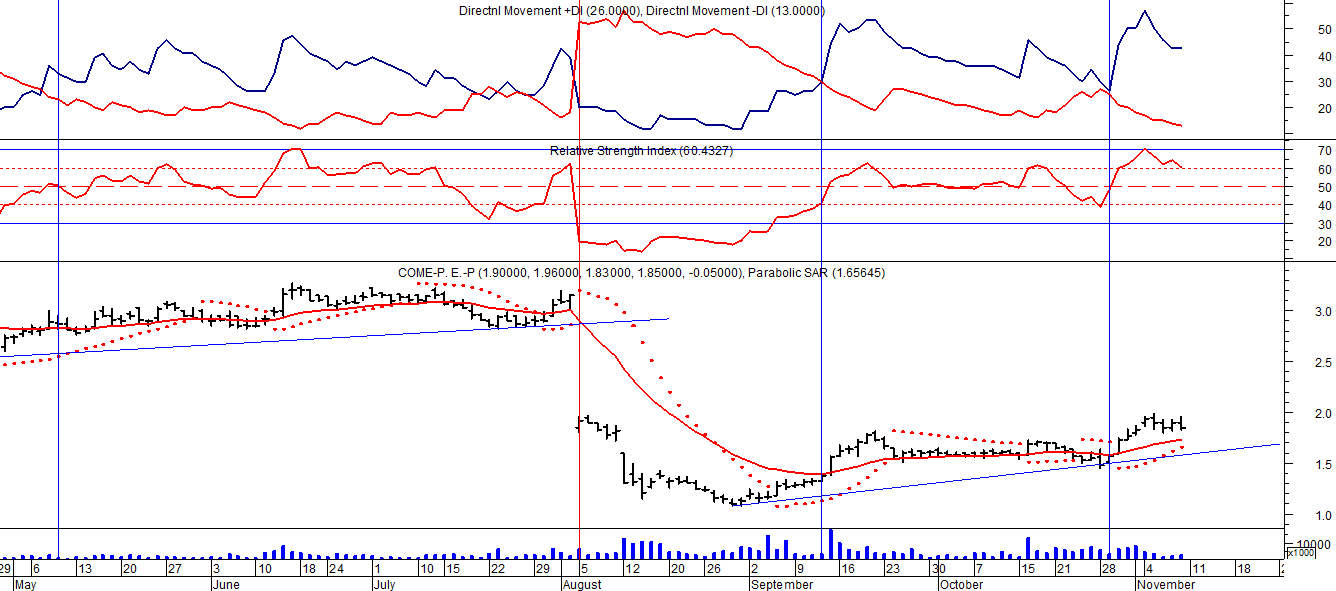 Directnl Movement +DI (26.0000), Directnl Movement -DI (13.0000)
50
40
30
20
Relative Strength Index (60.4327)
70
60
50
40
30
20
COME-P. E.-P (1.90000, 1.96000, 1.83000, 1.85000, -0.05000), Parabolic SAR (1.65645)
3.0
2.5
2.0
1.5
1.0
10000
x1000
29 6 13 20 27 3 10 18 24 1 10 15 22 29 5 12 20 26 2 9 16 23 30 7 15 21 28 4 11 18
May June July August September October November